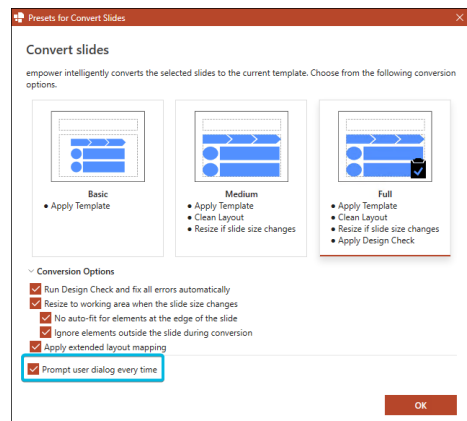 Presets for Convert Slides
Convert slides
empower intelligently converts the selected slides to the current template. Choose from the following conversion
options.
Basic
• Apply Template
Medium
• Apply Template
• Clean Layout
• Resize if slide size changes
Full
• Apply Template
• Clean Layout
• Resize if slide size changes
• Apply Design Check
Conversion Options
Run Design Check and fix all errors automatically
Resize to working area when the slide size changes
No auto-fit for elements at the edge of the slide
Ignore elements outside the slide during conversion
Apply extended layout mapping
Prompt user dialog every time
OK